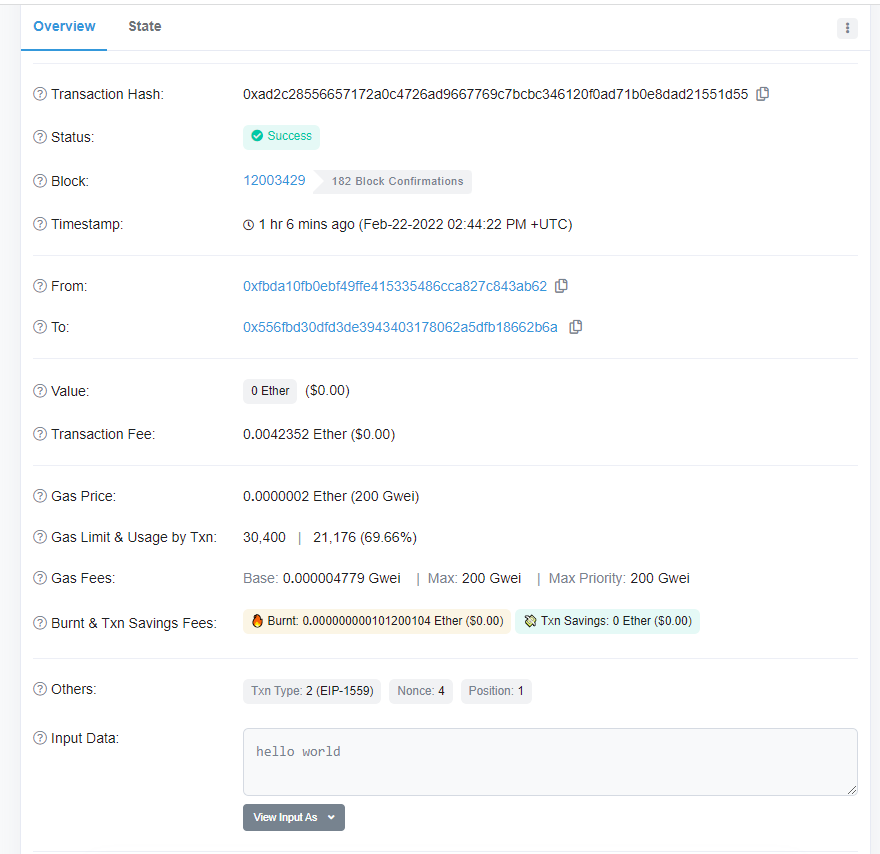 Overview State
Transaction Hash: 0xad2c28556657172a0c4726ad9667769c7bcbc346120f0ad71b0e8dad21551d55
Status: Success
Block: 12003429 182 Block Confirmations
Timestamp: 1 hr 6 mins ago (Feb-22-2022 02:44:22 PM +UTC)
From: 0xfbda10fb0ebf49ffe415335486cca827c843ab62
To: 0x556fbd30dfd3de3943403178062a5dfb18662b6a
Value: 0 Ether ($0.00)
Transaction Fee: 0.0042352 Ether ($0.00)
Gas Price: 0.0000002 Ether (200 Gwei)
Gas Limit & Usage by Txn: 30,400 | 21,176 (69.66%)
Gas Fees: Base: 0.000004779 Gwei | Max: 200 Gwei | Max Priority: 200 Gwei
Burnt & Txn Savings Fees: Burnt: 0.000000000101200104 Ether ($0.00) Txn Savings: 0 Ether ($0.00)
Others: Txn Type: 2 (EIP-1559) Nonce: 4 Position: 1
Input Data: hello world
View Input As